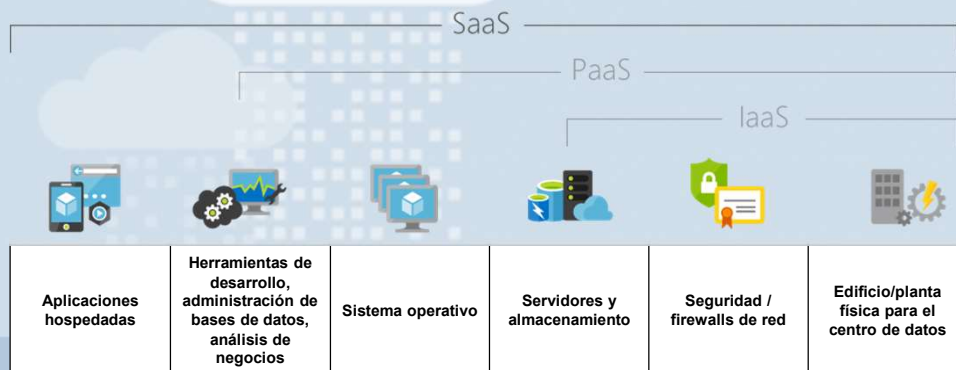 SaaS
PaaS
IaaS
Aplicaciones
hospedadas
Herramientas de
desarrollo,
administración de
bases de datos,
análisis de
negocios
Sistema operativo
Servidores y
almacenamiento
Seguridad /
firewalls de red
Edificio/planta
física para el
centro de datos